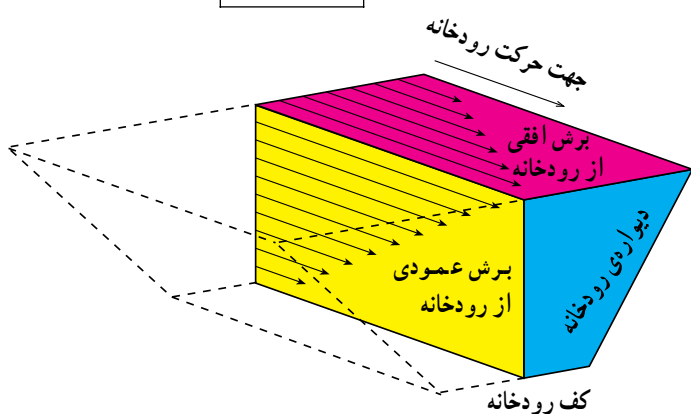 جهت حرکت رودخانه
برش افقی
از رودخانه
برش عمودی
از رودخانه
دیواره‌ی رودخانه
کف رودخانه